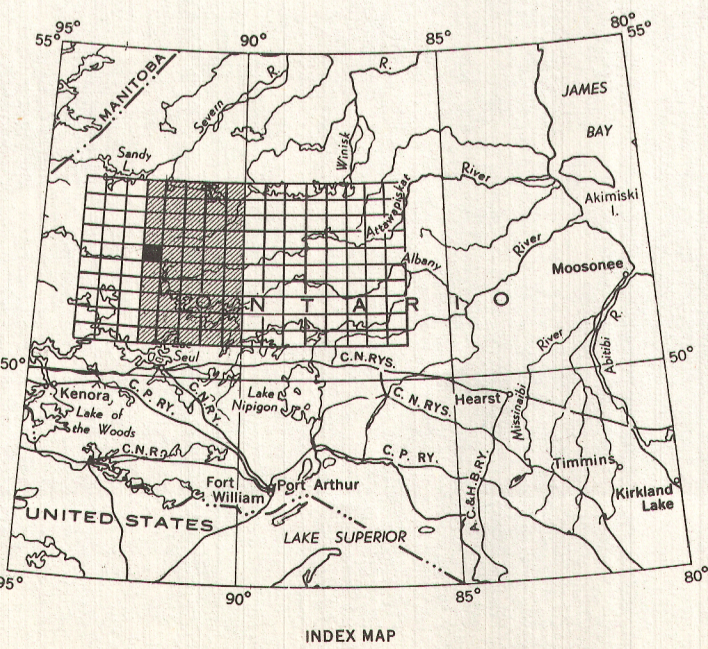 95°
90°
85°
80°
55°
55°
MANITOBA
Severn R.
R.
Winisk
JAMES
BAY
Sandy
River
Attawapiskat
Akimiski
I.
River
Albany
Moosonee
ONTARIO
River
Abitibi R.
Seul
C.N.RYS.
50°
50°
Kenora
C. P. RY.
C.N.RY.
Lake
Nipigon
C. N. RYS.
Hearst
Missinaibi
Lake of
the Woods
C.N.R.
C. P. RY.
A.C.&H.B.RY.
Timmins
Fort
William
Port Arthur
Kirkland
Lake
UNITED STATES
LAKE SUPERIOR
95°
90°
85°
80°
INDEX MAP